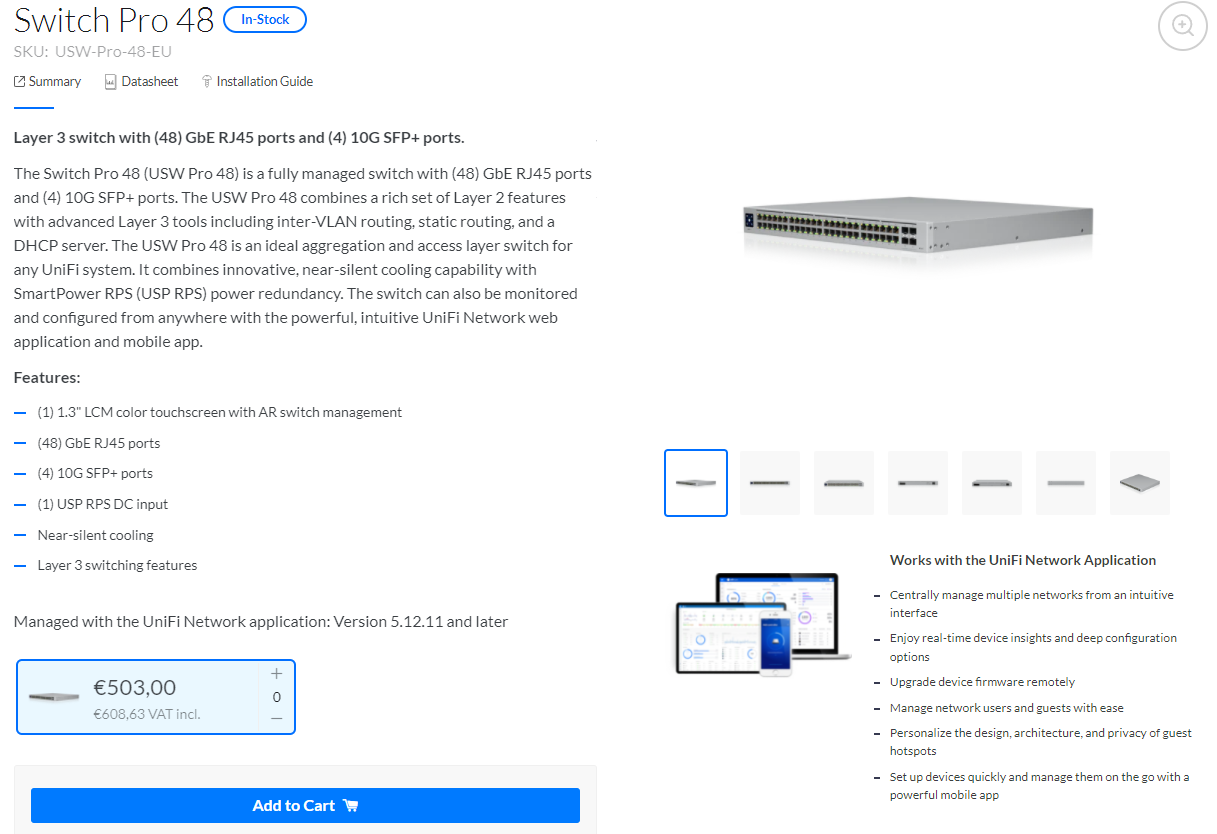 Switch Pro 48
In-Stock
SKU: USW-Pro-48-EU
Summary
Datasheet
Installation Guide
Layer 3 switch with (48) GbE RJ45 ports and (4) 10G SFP+ ports.
The Switch Pro 48 (USW Pro 48) is a fully managed switch with (48) GbE RJ45 ports
and (4) 10G SFP+ ports. The USW Pro 48 combines a rich set of Layer 2 features
with advanced Layer 3 tools including inter-VLAN routing, static routing, and a
DHCP server. The USW Pro 48 is an ideal aggregation and access layer switch for
any UniFi system. It combines innovative, near-silent cooling capability with
SmartPower RPS (USP RPS) power redundancy. The switch can also be monitored
and configured from anywhere with the powerful, intuitive UniFi Network web
application and mobile app.
Features:
(1) 1.3" LCM color touchscreen with AR switch management
(48) GbE RJ45 ports
(4) 10G SFP+ ports
(1) USP RPS DC input
Near-silent cooling
Layer 3 switching features
Managed with the UniFi Network application: Version 5.12.11 and later
€503,00
€608,63 VAT incl.
+
0
—
Add to Cart
Works with the UniFi Network Application
Centrally manage multiple networks from an intuitive
interface
Enjoy real-time device insights and deep configuration
options
Upgrade device firmware remotely
Manage network users and guests with ease
Personalize the design, architecture, and privacy of guest
hotspots
Set up devices quickly and manage them on the go with a
powerful mobile app